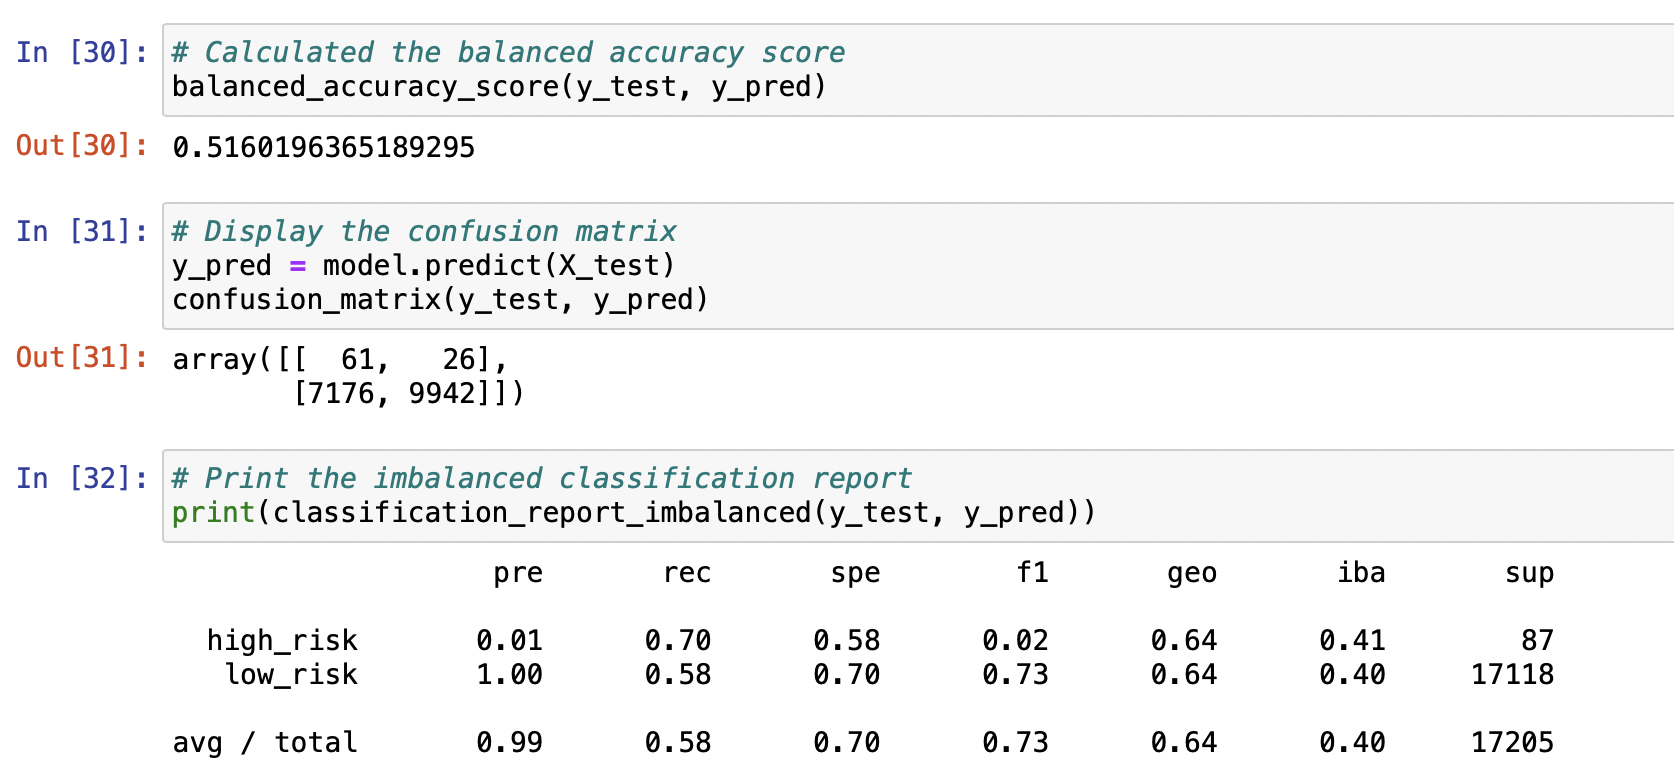 In [30]: # Calculated the balanced accuracy score
balanced_accuracy_score(y_test, y_pred)
Out[30]: 0.5160196365189295
In [31]: # Display the confusion matrix
y_pred = model.predict(X_test)
confusion_matrix(y_test, y_pred)
Out[31]: array([[  61,   26],
[7176, 9942]])
In [32]: # Print the imbalanced classification report
print(classification_report_imbalanced(y_test, y_pred))
pre rec spe f1 geo iba sup
high_risk 0.01 0.70 0.58 0.02 0.64 0.41 87
low_risk 1.00 0.58 0.70 0.73 0.64 0.40 17118
avg / total 0.99 0.58 0.70 0.73 0.64 0.40 17205